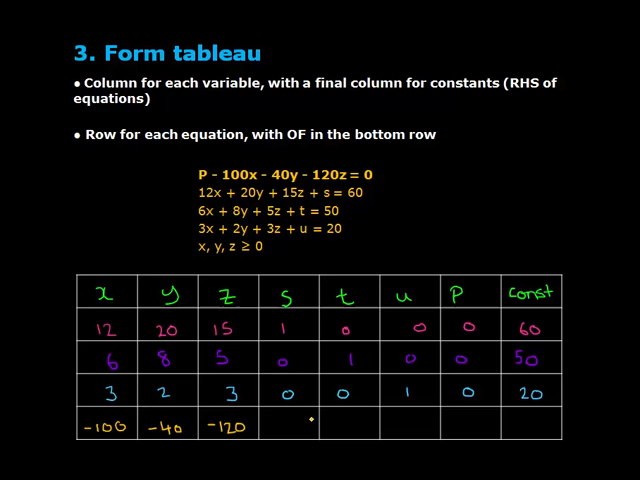 3. Form tableau
● Column for each variable, with a final column for constants (RHS of
equations)
● Row for each equation, with OF in the bottom row
P - 100x - 40y - 120z = 0
12x + 20y + 15z + s = 60
6x + 8y + 5z + t = 50
3x + 2y + 3z + u = 20
x, y, z ≥ 0
x y z s t u P const
12 20 15 1 0 0 0 60
6 8 5 0 1 0 0 50
3 2 3 0 0 1 0 20
-100 -40 -120